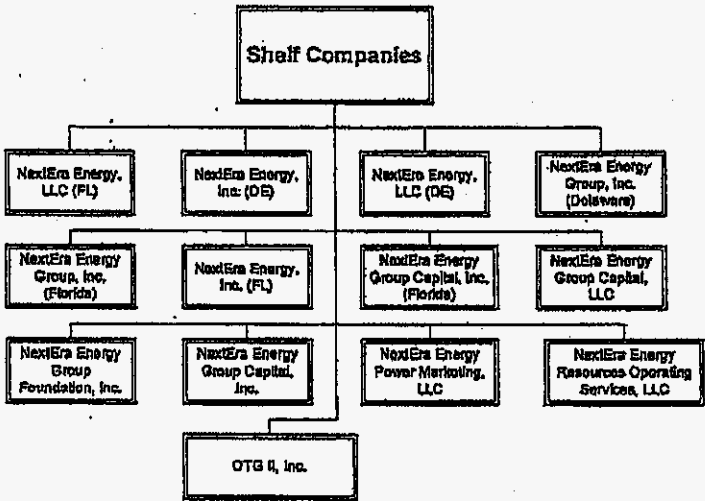 Shelf Companies
NextEra Energy,
LLC (FL)
NextEra Energy,
Inc. (DE)
NextEra Energy,
LLC (DE)
NextEra Energy
Group, Inc.
(Delaware)
NextEra Energy
Group, Inc.
(Florida)
NextEra Energy,
Inc. (FL)
NextEra Energy
Group Capital, Inc.
(Florida)
NextEra Energy
Group Capital,
LLC
NextEra Energy
Group
Foundation, Inc.
NextEra Energy
Group Capital,
Inc.
NextEra Energy
Power Marketing,
LLC
NextEra Energy
Resources Operating
Services, LLC
OTG II, Inc.